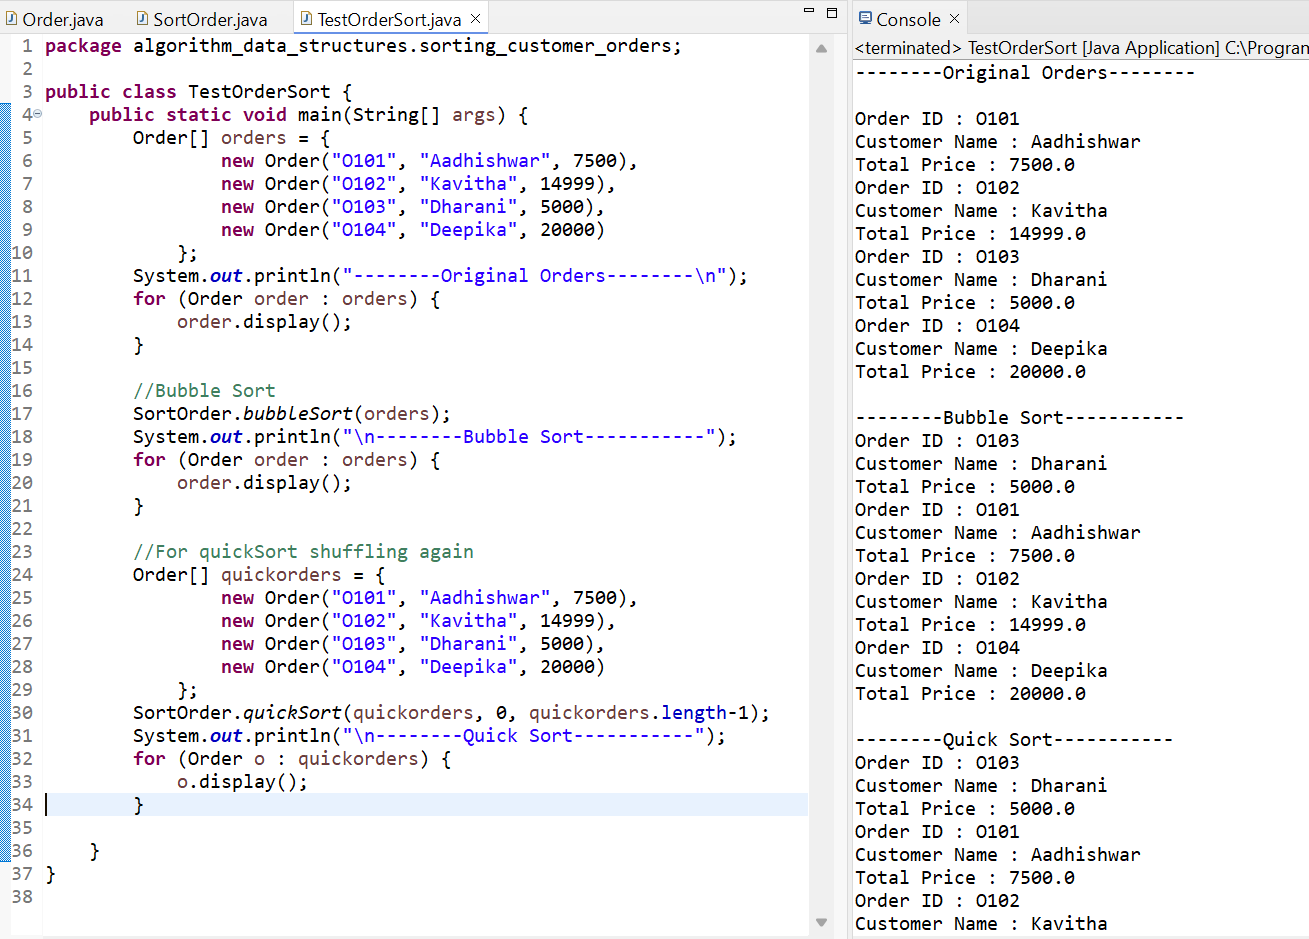 Order.java
SortOrder.java
TestOrderSort.java
1 package algorithm_data_structures.sorting_customer_orders;
2
3 public class TestOrderSort {
4     public static void main(String[] args) {
5         Order[] orders = {
6                 new Order("O101", "Aadhishwar", 7500),
7                 new Order("O102", "Kavitha", 14999),
8                 new Order("O103", "Dharani", 5000),
9                 new Order("O104", "Deepika", 20000)
10             };
11         System.out.println("--------Original Orders--------\n");
12         for (Order order : orders) {
13             order.display();
14         }
15
16         //Bubble Sort
17         SortOrder.bubbleSort(orders);
18         System.out.println("\n--------Bubble Sort-----------");
19         for (Order order : orders) {
20             order.display();
21         }
22
23         //For quickSort shuffling again
24         Order[] quickorders = {
25                 new Order("O101", "Aadhishwar", 7500),
26                 new Order("O102", "Kavitha", 14999),
27                 new Order("O103", "Dharani", 5000),
28                 new Order("O104", "Deepika", 20000)
29             };
30         SortOrder.quickSort(quickorders, 0, quickorders.length-1);
31         System.out.println("\n--------Quick Sort-----------");
32         for (Order o : quickorders) {
33             o.display();
34         }
35
36     }
37 }
38
Console
<terminated> TestOrderSort [Java Application] C:\Program
--------Original Orders--------
Order ID : O101
Customer Name : Aadhishwar
Total Price : 7500.0
Order ID : O102
Customer Name : Kavitha
Total Price : 14999.0
Order ID : O103
Customer Name : Dharani
Total Price : 5000.0
Order ID : O104
Customer Name : Deepika
Total Price : 20000.0
--------Bubble Sort-----------
Order ID : O103
Customer Name : Dharani
Total Price : 5000.0
Order ID : O101
Customer Name : Aadhishwar
Total Price : 7500.0
Order ID : O102
Customer Name : Kavitha
Total Price : 14999.0
Order ID : O104
Customer Name : Deepika
Total Price : 20000.0
--------Quick Sort-----------
Order ID : O103
Customer Name : Dharani
Total Price : 5000.0
Order ID : O101
Customer Name : Aadhishwar
Total Price : 7500.0
Order ID : O102
Customer Name : Kavitha